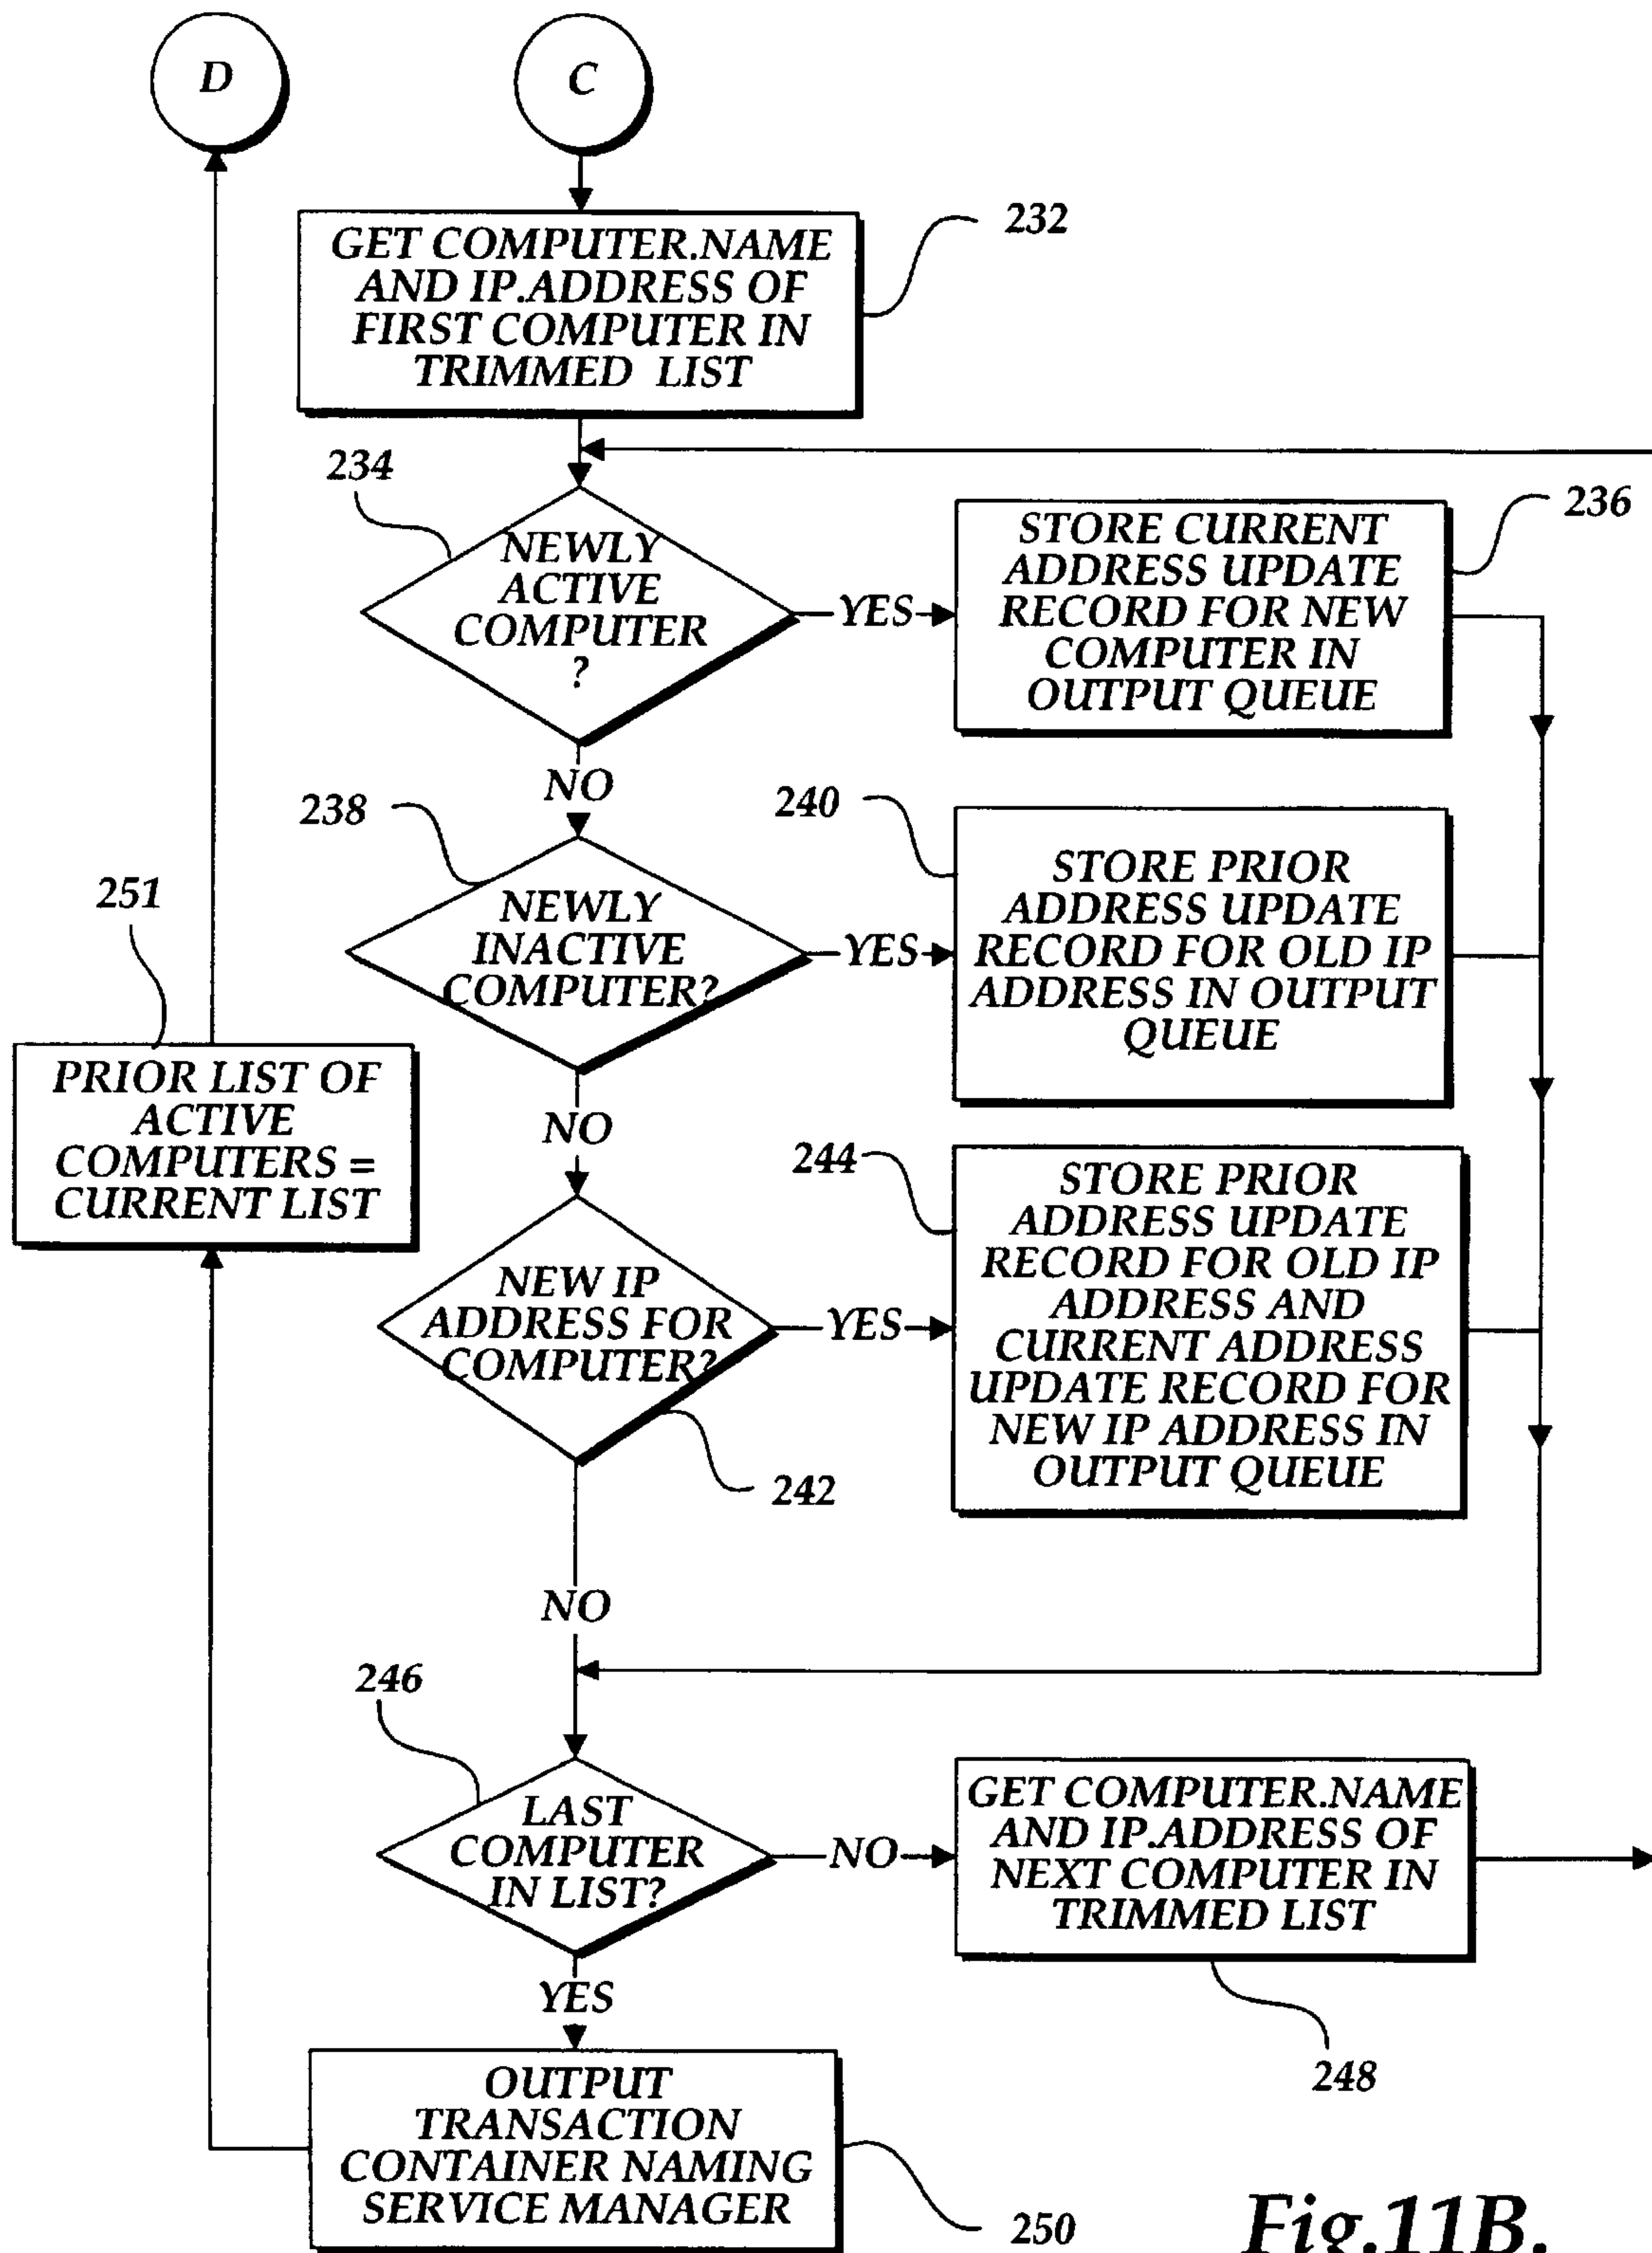 D
C
GET COMPUTER.NAME
AND IP.ADDRESS OF
FIRST COMPUTER IN
TRIMMED LIST
232
234
NEWLY
ACTIVE
COMPUTER
?
YES
STORE CURRENT
ADDRESS UPDATE
RECORD FOR NEW
COMPUTER IN
OUTPUT QUEUE
236
NO
238
NEWLY
INACTIVE
COMPUTER?
YES
240
STORE PRIOR
ADDRESS UPDATE
RECORD FOR OLD IP
ADDRESS IN OUTPUT
QUEUE
251
PRIOR LIST OF
ACTIVE
COMPUTERS =
CURRENT LIST
NO
NEW IP
ADDRESS FOR
COMPUTER?
242
YES
244
STORE PRIOR
ADDRESS UPDATE
RECORD FOR OLD IP
ADDRESS AND
CURRENT ADDRESS
UPDATE RECORD FOR
NEW IP ADDRESS IN
OUTPUT QUEUE
NO
246
LAST
COMPUTER
IN LIST?
NO
GET COMPUTER.NAME
AND IP.ADDRESS OF
NEXT COMPUTER IN
TRIMMED LIST
248
YES
OUTPUT
TRANSACTION
CONTAINER NAMING
SERVICE MANAGER
250
Fig.11B.